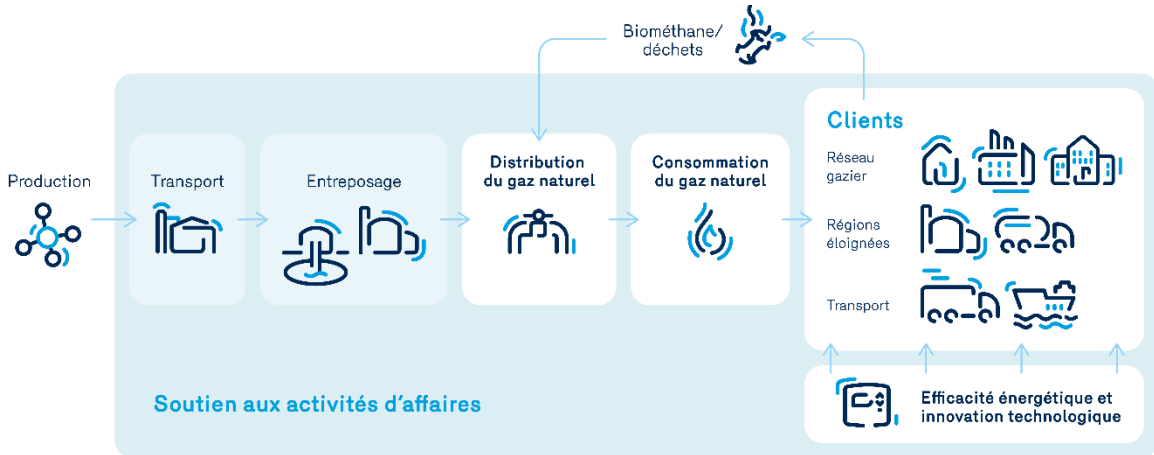 Biométhane/
déchets
Production
Transport
Entreposage
Distribution
du gaz naturel
Consommation
du gaz naturel
Clients
Réseau
gazier
Régions
éloignées
Transport
Soutien aux activités d'affaires
Efficacité énergétique et
innovation technologique